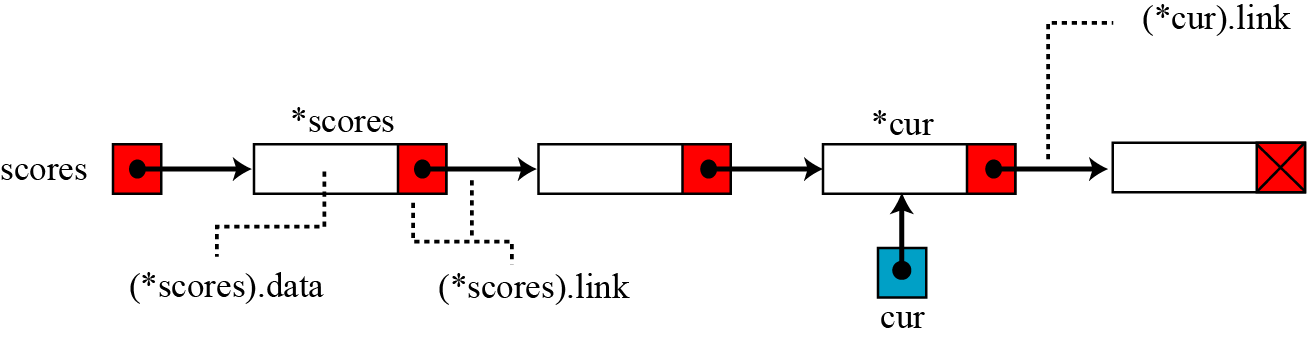 (*cur).link
*scores
*cur
scores
(*scores).data
(*scores).link
cur